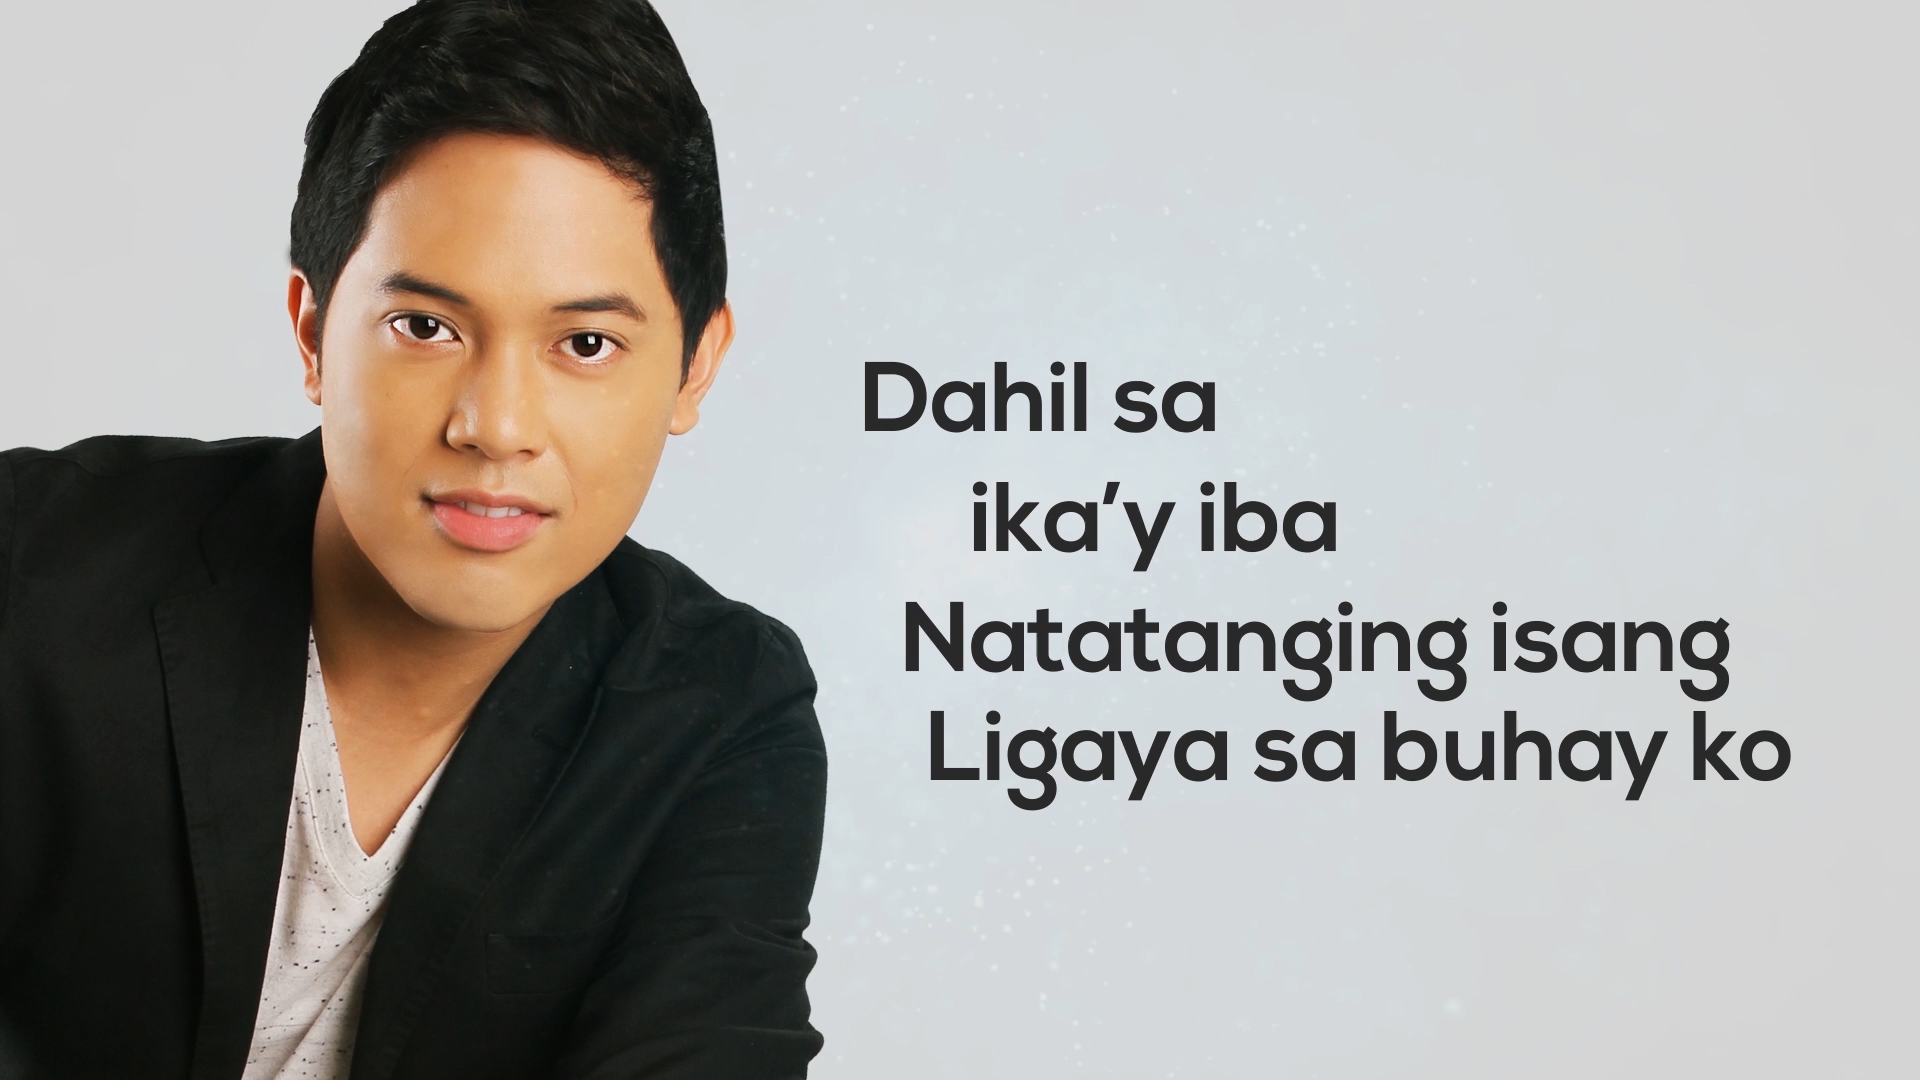 Dahil sa
ika’y iba
Natatanging isang
Ligaya sa buhay ko